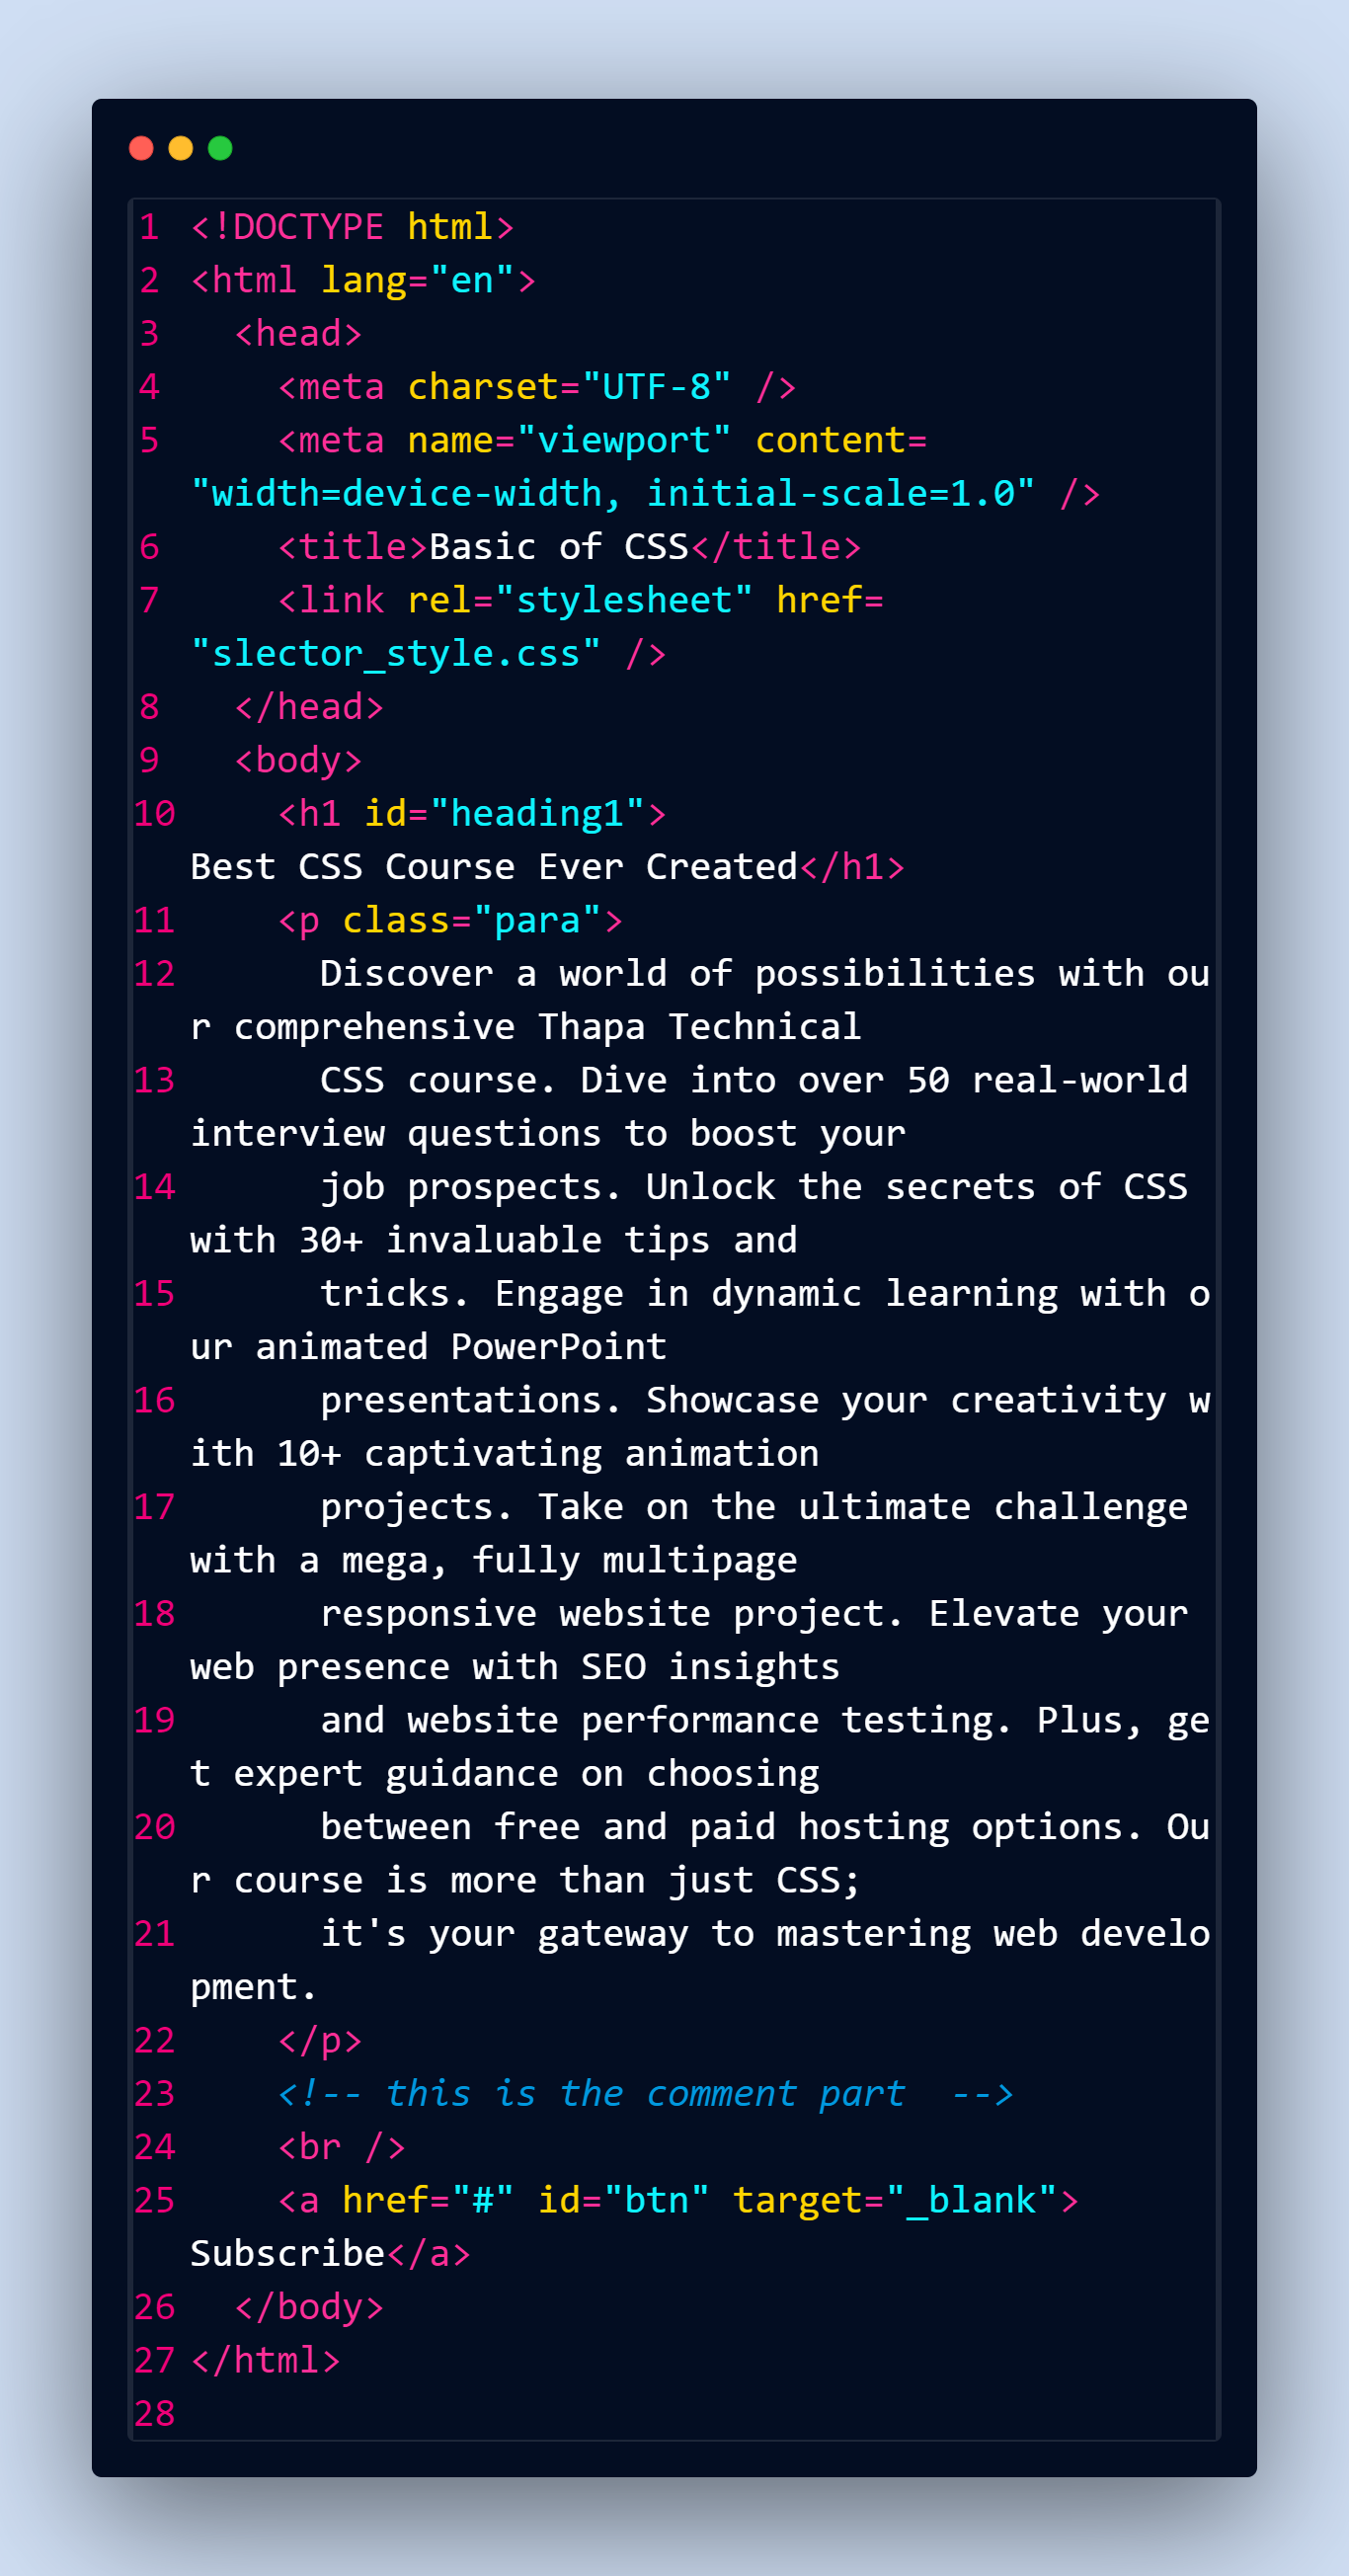 1 <!DOCTYPE html>
2 <html lang="en">
3   <head>
4     <meta charset="UTF-8" />
5     <meta name="viewport" content=
"width=device-width, initial-scale=1.0" />
6     <title>Basic of CSS</title>
7     <link rel="stylesheet" href=
"slector_style.css" />
8   </head>
9   <body>
10     <h1 id="heading1">
Best CSS Course Ever Created</h1>
11     <p class="para">
12       Discover a world of possibilities with ou
r comprehensive Thapa Technical
13       CSS course. Dive into over 50 real-world
interview questions to boost your
14       job prospects. Unlock the secrets of CSS
with 30+ invaluable tips and
15       tricks. Engage in dynamic learning with o
ur animated PowerPoint
16       presentations. Showcase your creativity w
ith 10+ captivating animation
17       projects. Take on the ultimate challenge
with a mega, fully multipage
18       responsive website project. Elevate your
web presence with SEO insights
19       and website performance testing. Plus, ge
t expert guidance on choosing
20       between free and paid hosting options. Ou
r course is more than just CSS;
21       it's your gateway to mastering web develo
pment.
22     </p>
23     <!-- this is the comment part  -->
24     <br />
25     <a href="#" id="btn" target="_blank">
Subscribe</a>
26   </body>
27 </html>
28